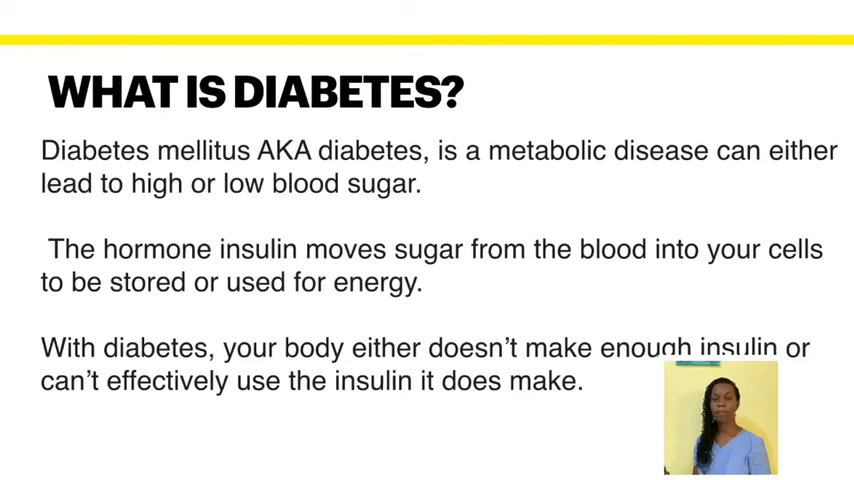 WHAT IS DIABETES?
Diabetes mellitus AKA diabetes, is a metabolic disease can either
lead to high or low blood sugar.
The hormone insulin moves sugar from the blood into your cells
to be stored or used for energy.
With diabetes, your body either doesn’t make enough insulin or
can’t effectively use the insulin it does make.